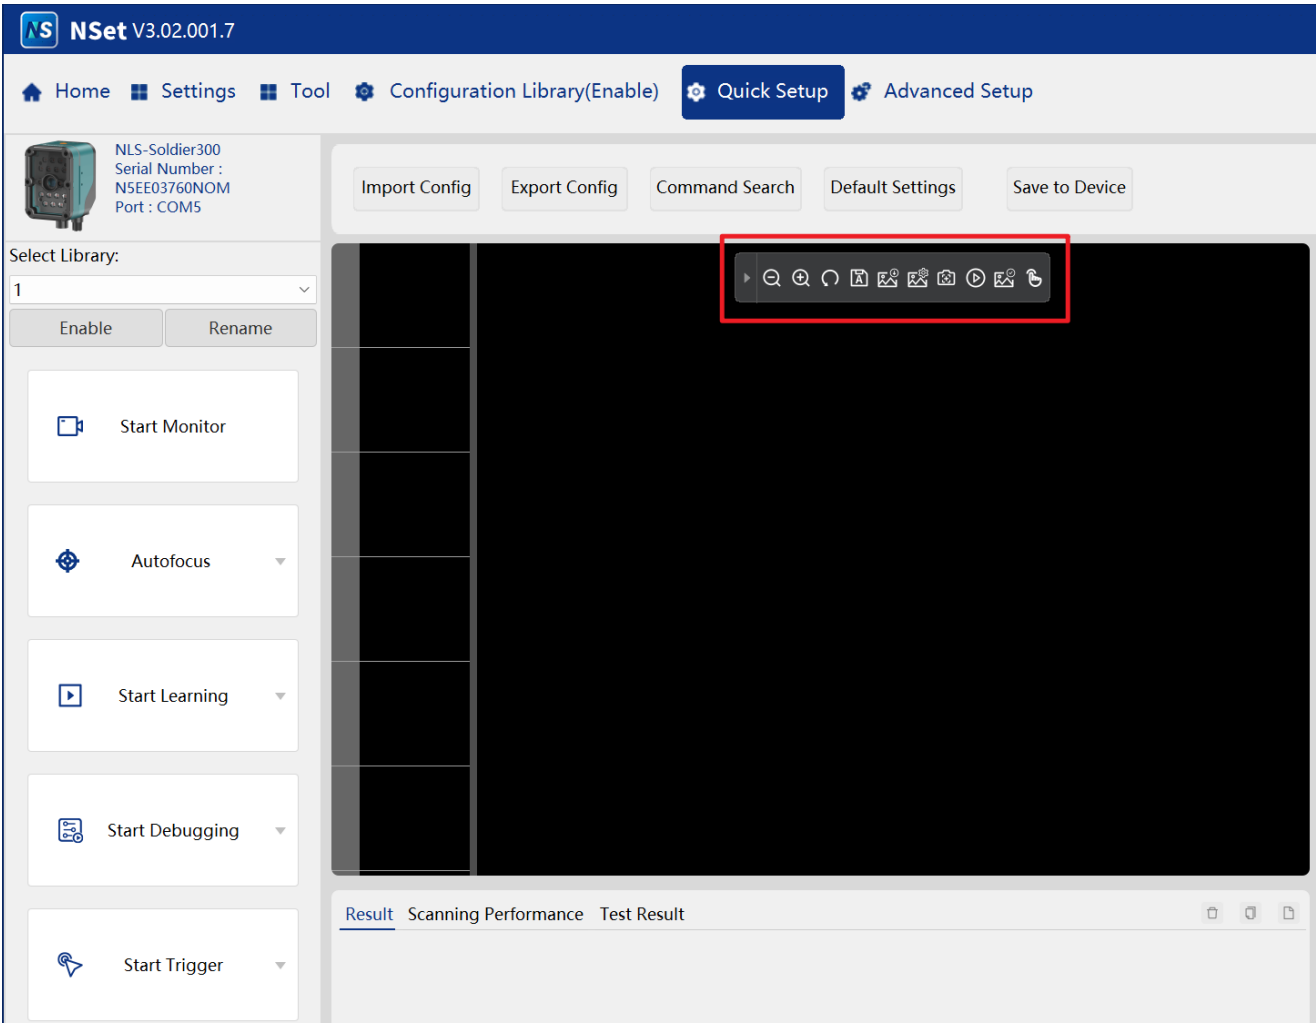 NS NSet V3.02.001.7
Home Settings Tool Configuration Library(Enable) Quick Setup Advanced Setup
NLS-Soldier300
Serial Number :
N5EE03760NOM
Port : COM5
Import Config Export Config Command Search Default Settings Save to Device
Select Library:
1
Enable Rename
Start Monitor
Autofocus
Start Learning
Start Debugging
Start Trigger
Result Scanning Performance Test Result